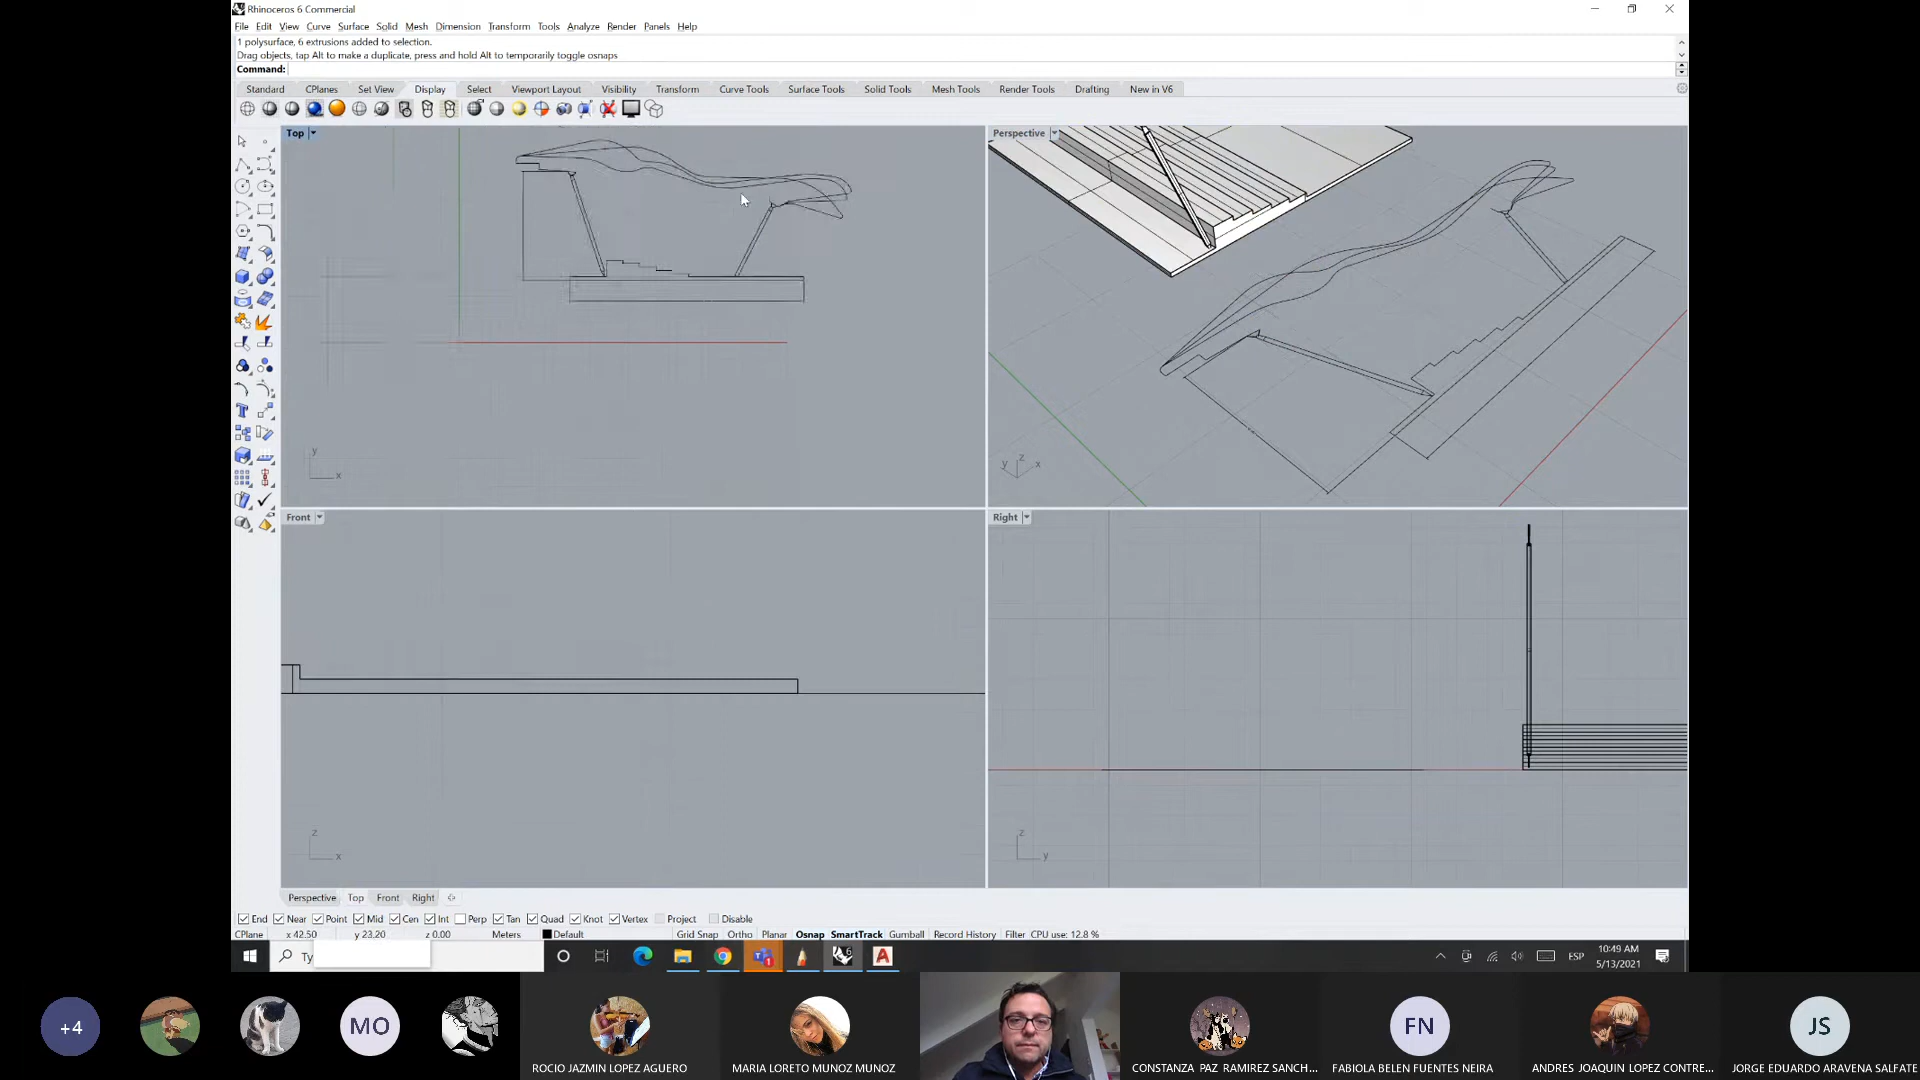 Rhinoceros 6 Commercial
File Edit View Curve Surface Solid Mesh Dimension Transform Tools Analyze Render Panels Help
1 polysurface, 6 extrusions added to selection.
Drag objects, tap Alt to make a duplicate, press and hold Alt to temporarily toggle osnaps
Command:
Standard CPlanes Set View Display Select Viewport Layout Visibility Transform Curve Tools Surface Tools Solid Tools Mesh Tools Render Tools Drafting New in V6
Top
Perspective
y
x
y z x
Front
Right
z
x
z
y
Perspective Top Front Right
End Near Point Mid Cen Int Perp Tan Quad Knot Vertex Project Disable
CPlane x 42.50 y 23.20 z 0.00 Meters Default Grid Snap Ortho Planar Osnap SmartTrack Gumball Record History Filter CPU use: 12.8 %
Ty
ESP
10:49 AM
5/13/2021
+4
MO
FN
JS
ROCIO JAZMIN LOPEZ AGUERO
MARIA LORETO MUNOZ MUNOZ
CONSTANZA PAZ RAMIREZ SANCH...
FABIOLA BELEN FUENTES NEIRA
ANDRES JOAQUIN LOPEZ CONTRE...
JORGE EDUARDO ARAVENA SALFATE